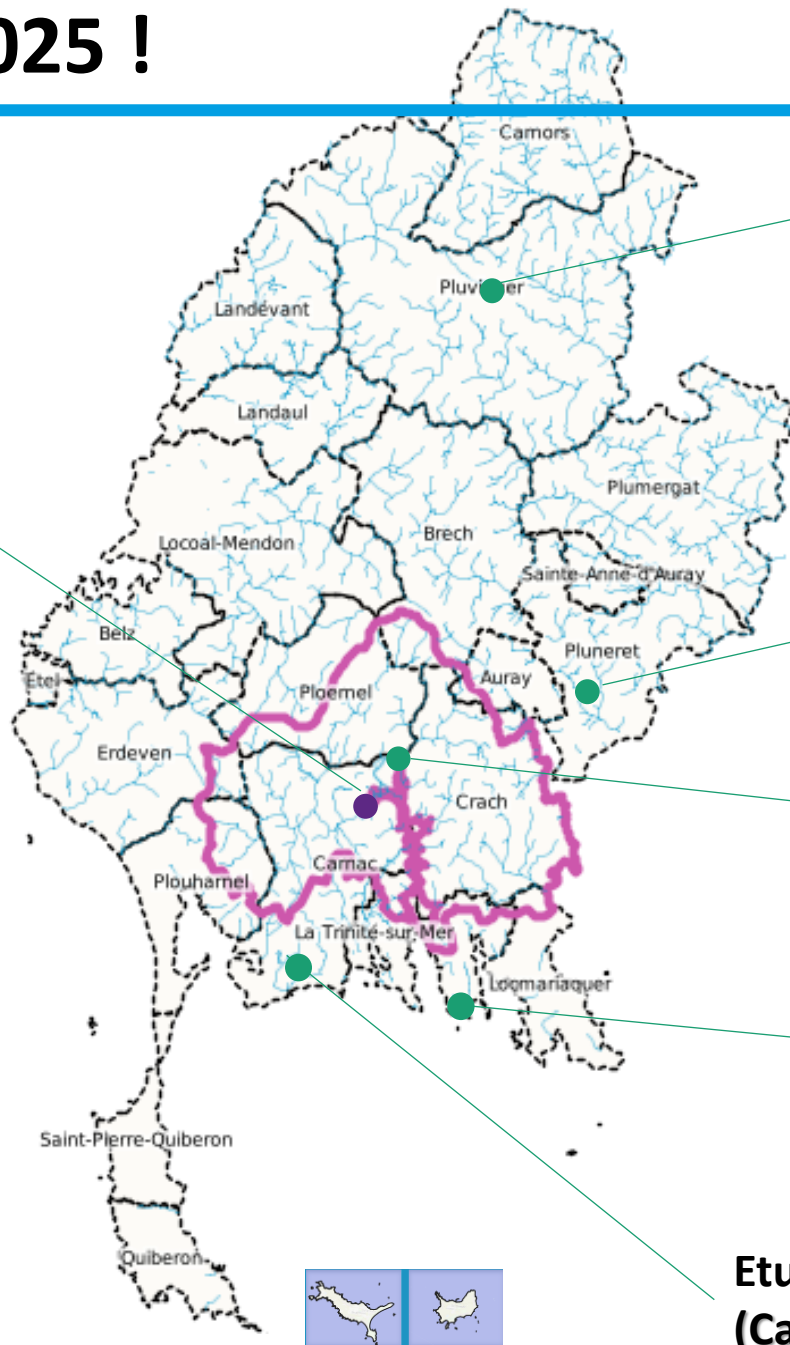 025 !
Camors
Pluvigner
Landévant
Landaul
Plumergat
Brech
Locoal-Mendon
Sainte-Anne-d'Auray
Belz
Pluneret
Etel
Auray
Ploemel
Erdeven
Crach
Carnac
Plouharnel
La Trinité-sur-Mer
Locmariaquer
Saint-Pierre-Quiberon
Quiberon
Etu
(Ca